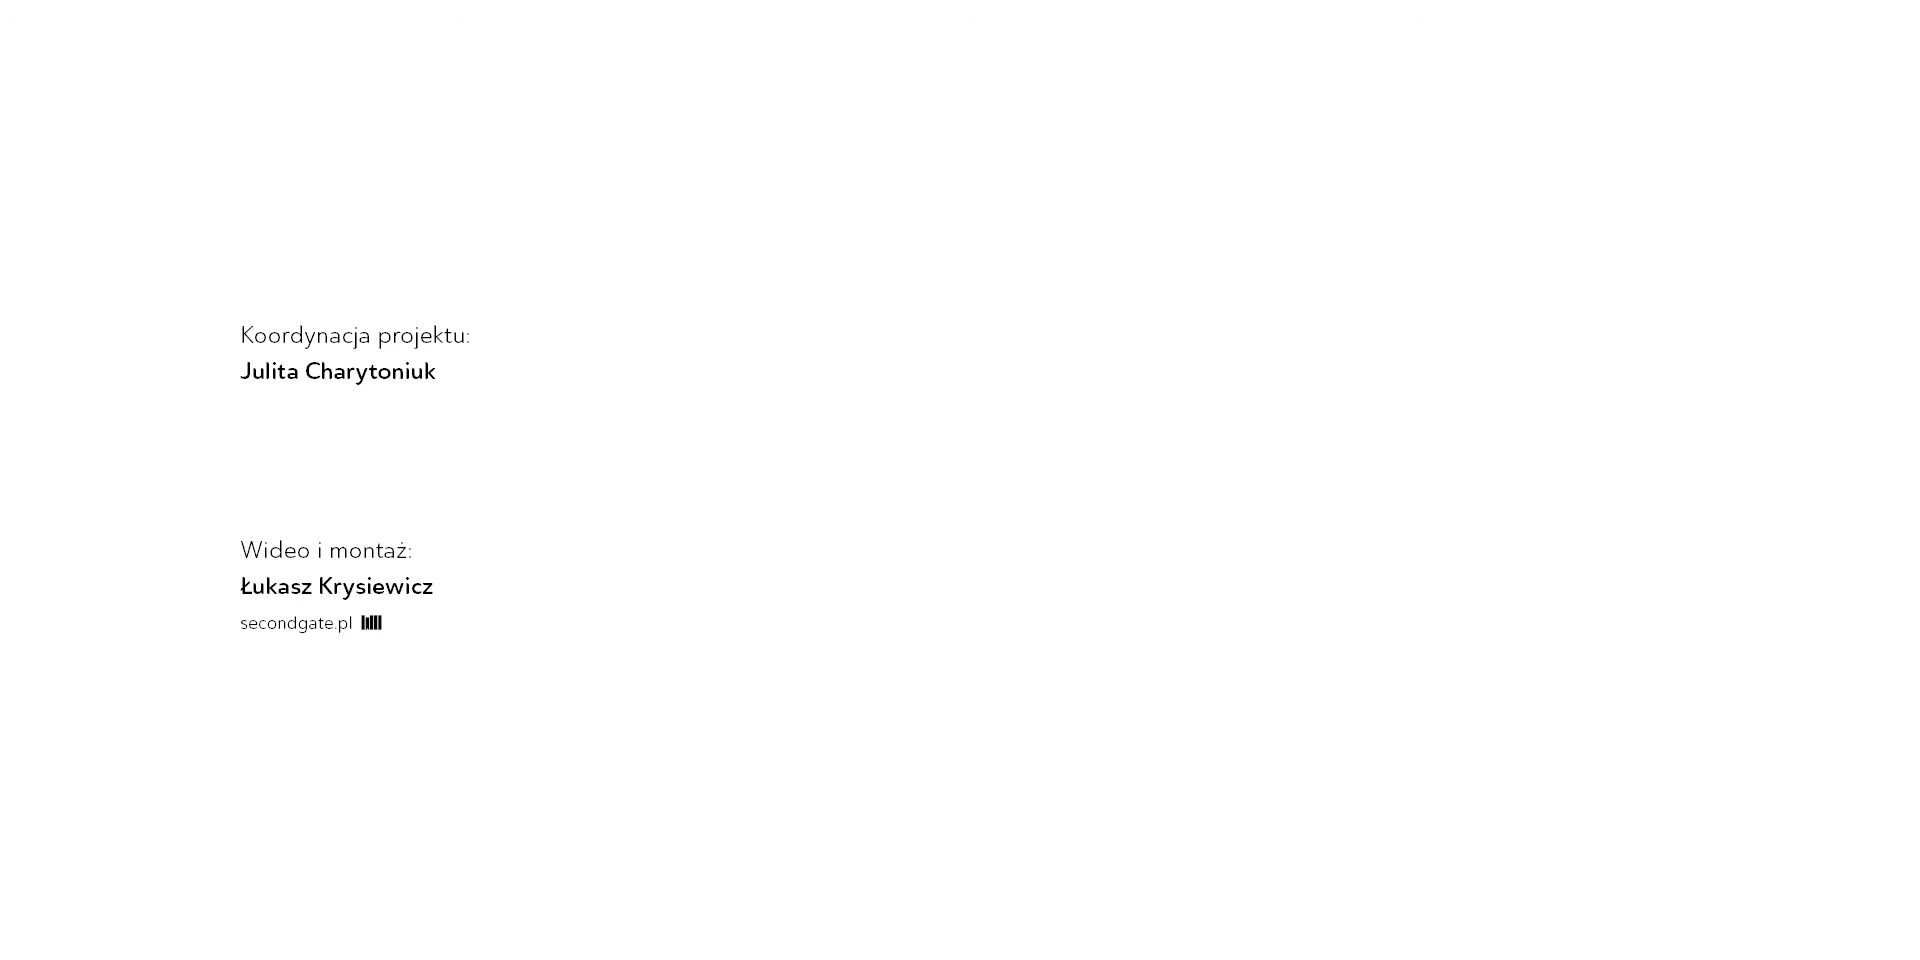 Koordynacja projektu:
Julita Charytoniuk
Wideo i montaż:
Łukasz Krysiewicz
secondgate.pl